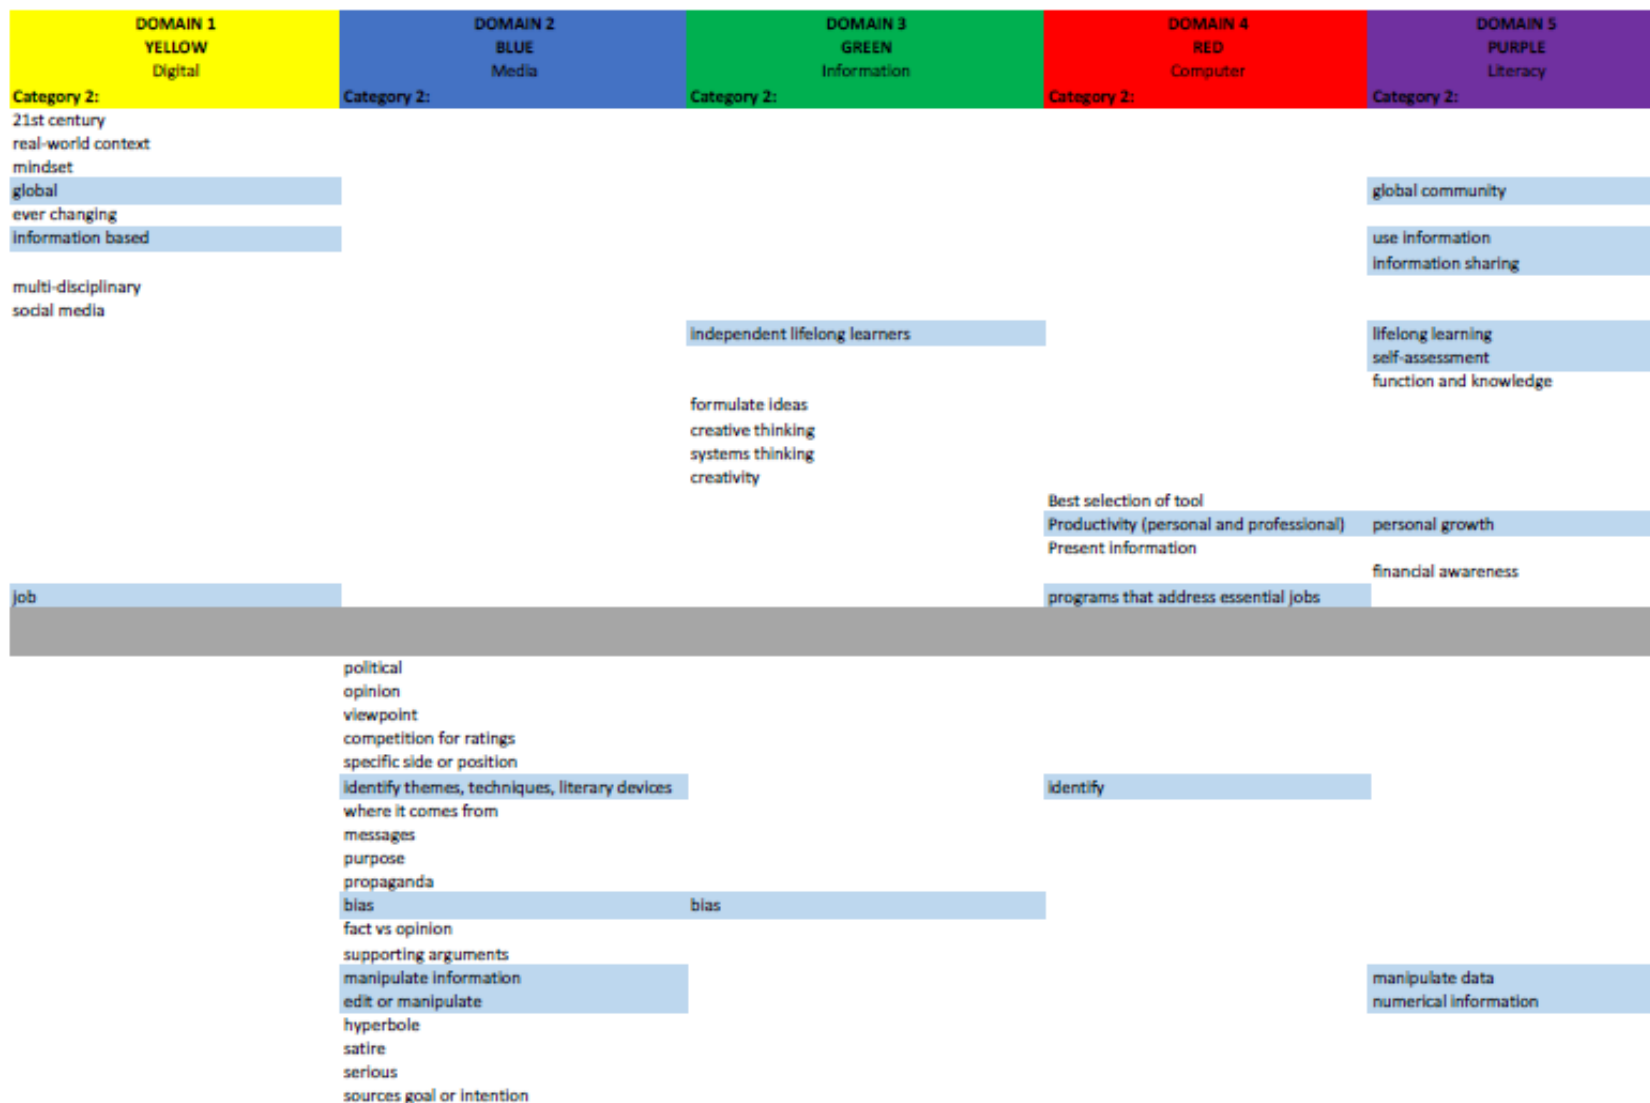 DOMAIN 1 DOMAIN 2 DOMAIN 3 DOMAIN 4 DOMAIN 5
YELLOW BLUE GREEN RED PURPLE
Digital Media Information Computer Literacy
Category 2: Category 2: Category 2: Category 2: Category 2:
21st century
real-world context
mindset
global global community
ever changing
information based use information
information sharing
multi-disciplinary
social media
independent lifelong learners lifelong learning
self-assessment
function and knowledge
formulate ideas
creative thinking
systems thinking
creativity
Best selection of tool
Productivity (personal and professional) personal growth
Present information
financial awareness
job programs that address essential jobs
political
opinion
viewpoint
competition for ratings
specific side or position
identify themes, techniques, literary devices identify
where it comes from
messages
purpose
propaganda
bias bias
fact vs opinion
supporting arguments
manipulate information manipulate data
edit or manipulate numerical information
hyperbole
satire
serious
sources goal or intention